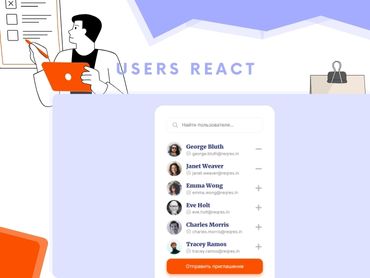 USERS REACT
Найти пользователя...
George Bluth
george.bluth@reqres.in
Janet Weaver
janet.weaver@reqres.in
Emma Wong
emma.wong@reqres.in
Eve Holt
eve.holt@reqres.in
Charles Morris
charles.morris@reqres.in
Tracey Ramos
tracey.ramos@reqres.in
Отправить приглашение